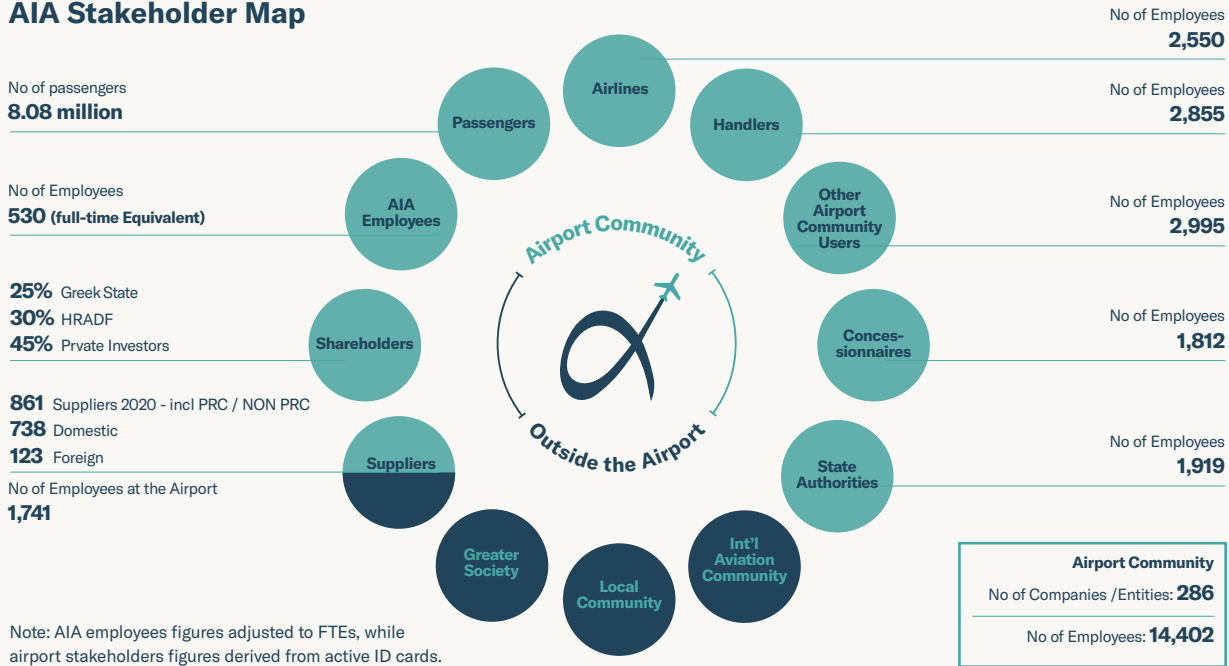 AIA Stakeholder Map
No of passengers
8.08 million
No of Employees
530 (full-time Equivalent)
25% Greek State
30% HRADF
45% Prvate Investors
861 Suppliers 2020 - incl PRC / NON PRC
738 Domestic
123 Foreign
No of Employees at the Airport
1,741
Note: AIA employees figures adjusted to FTEs, while
airport stakeholders figures derived from active ID cards.
Airlines
Passengers
Handlers
AIA
Employees
Other
Airport
Community
Users
Shareholders
Conces-
sionnaires
Suppliers
State
Authorities
Greater
Society
Local
Community
Int'l
Aviation
Community
Airport Community
Outside the Airport
No of Employees
2,550
No of Employees
2,855
No of Employees
2,995
No of Employees
1,812
No of Employees
1,919
Airport Community
No of Companies /Entities: 286
No of Employees: 14,402